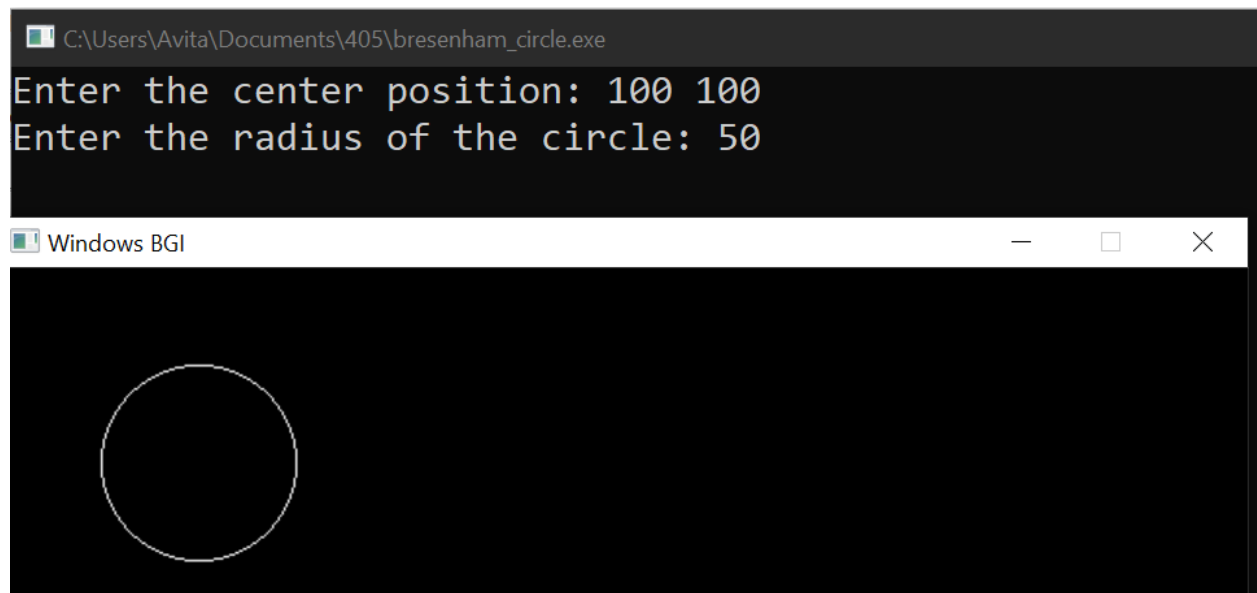 C:\Users\Avita\Documents\405\bresenham_circle.exe
Enter the center position: 100 100
Enter the radius of the circle: 50
Windows BGI